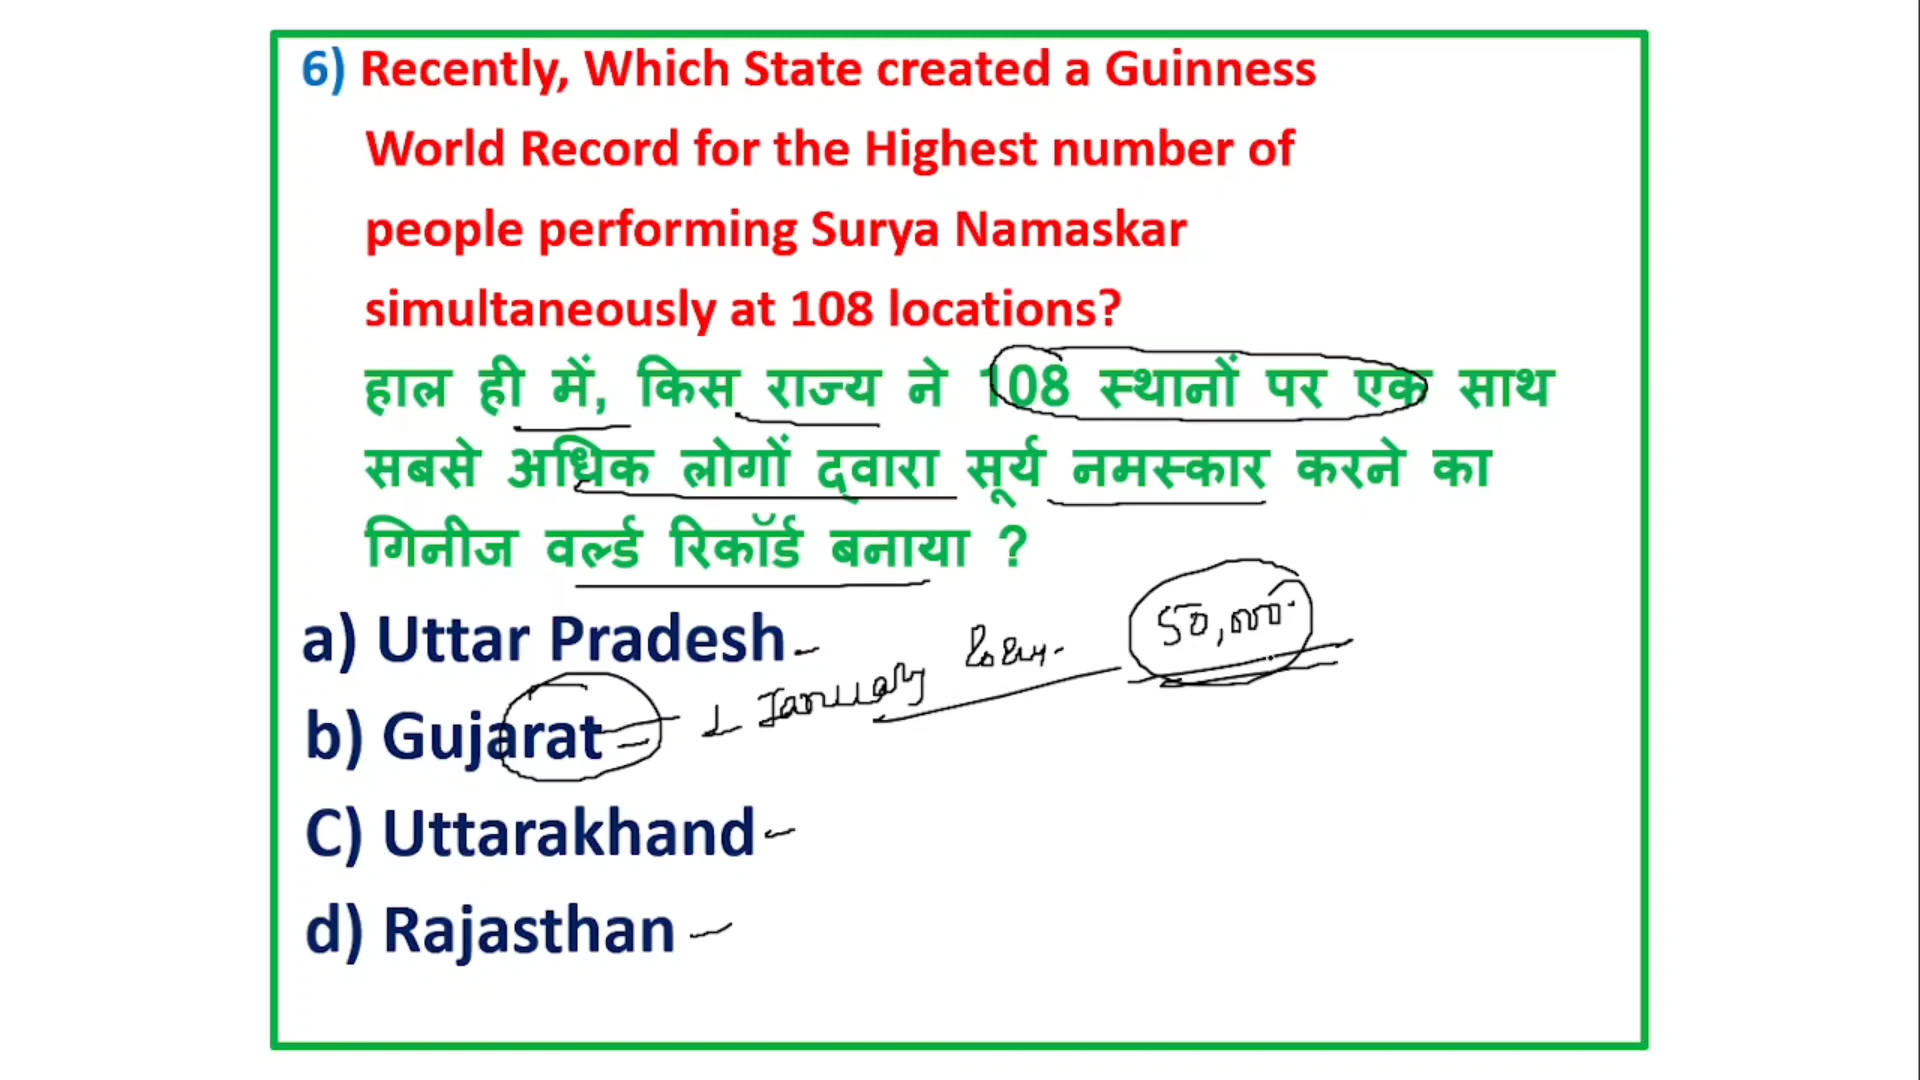 6) Recently, Which State created a Guinness
World Record for the Highest number of
people performing Surya Namaskar
simultaneously at 108 locations?
हाल ही में, किस राज्य ने 108 स्थानों पर एक साथ
सबसे अधिक लोगों द्वारा सूर्य नमस्कार करने का
गिनीज वर्ल्ड रिकॉर्ड बनाया ?
a) Uttar Pradesh
b) Gujarat
1 January
50,000
C) Uttarakhand
d) Rajasthan